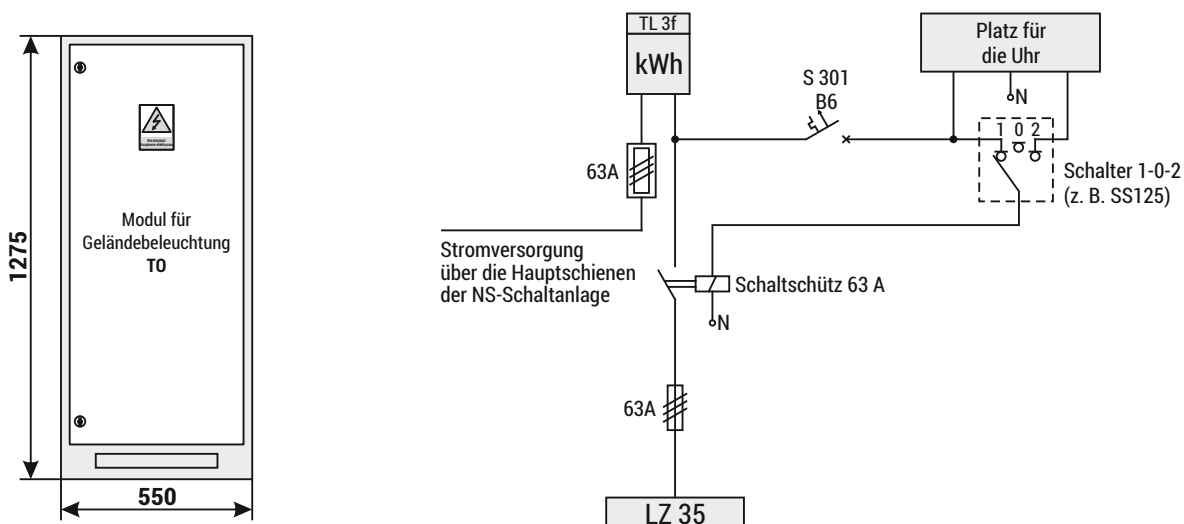 1275
Modul für
Geländebeleuchtung
TO
550
TL 3f
kWh
63A
Stromversorgung
über die Hauptschienen
der NS-Schaltanlage
S 301
B6
Platz für
die Uhr
N
1 0 2
Schalter 1-0-2
(z. B. SS125)
Schaltschütz 63 A
N
63A
LZ 35